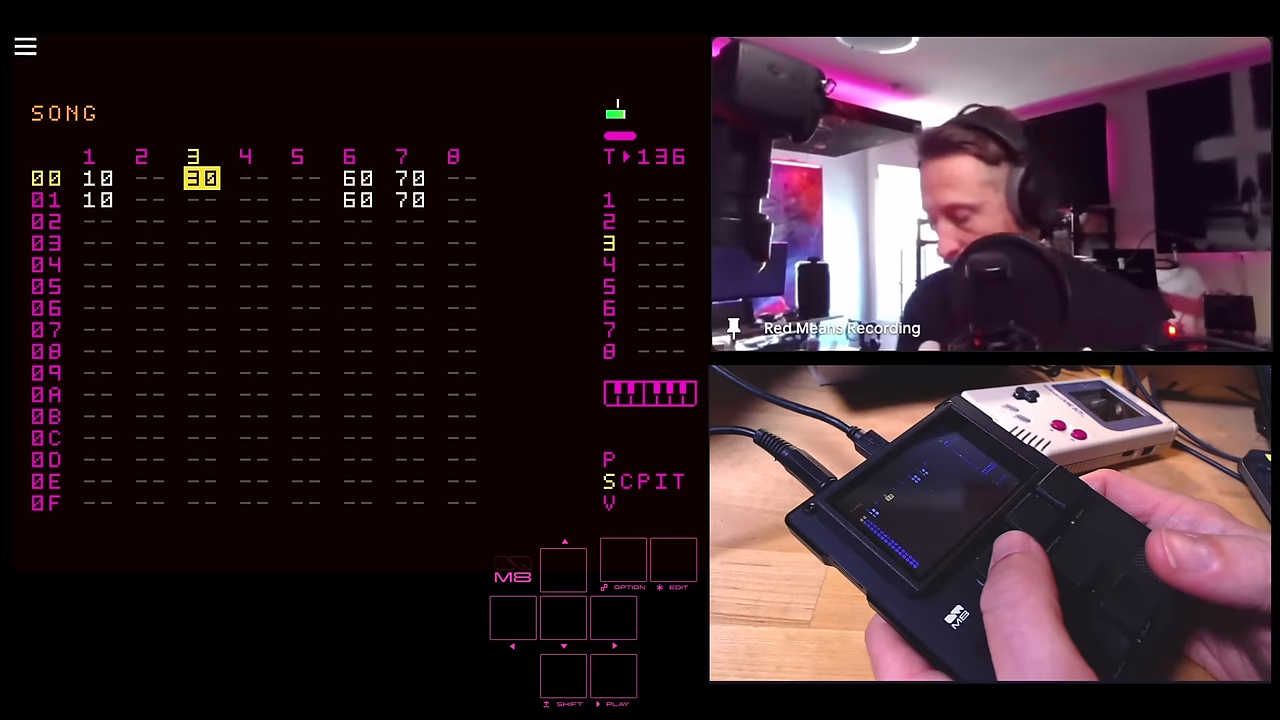 SONG
1 2 3 4 5 6 7 8 T 136
00 10 -- 30 -- -- 60 70 --
01 10 -- -- -- -- 60 70 -- 1 ---
02 -- -- -- -- -- -- -- -- 2 ---
03 -- -- -- -- -- -- -- -- 3 ---
04 -- -- -- -- -- -- -- -- 4 ---
05 -- -- -- -- -- -- -- -- 5 ---
06 -- -- -- -- -- -- -- -- 6 ---
07 -- -- -- -- -- -- -- -- 7 ---
08 -- -- -- -- -- -- -- -- 8 ---
09 -- -- -- -- -- -- -- --
0A -- -- -- -- -- -- -- --
0B -- -- -- -- -- -- -- --
0C -- -- -- -- -- -- -- --
0D -- -- -- -- -- -- -- -- P
0E -- -- -- -- -- -- -- -- SCPIT
0F -- -- -- -- -- -- -- -- V
M8
OPTION EDIT
SHIFT PLAY
Red Means Recording
M8